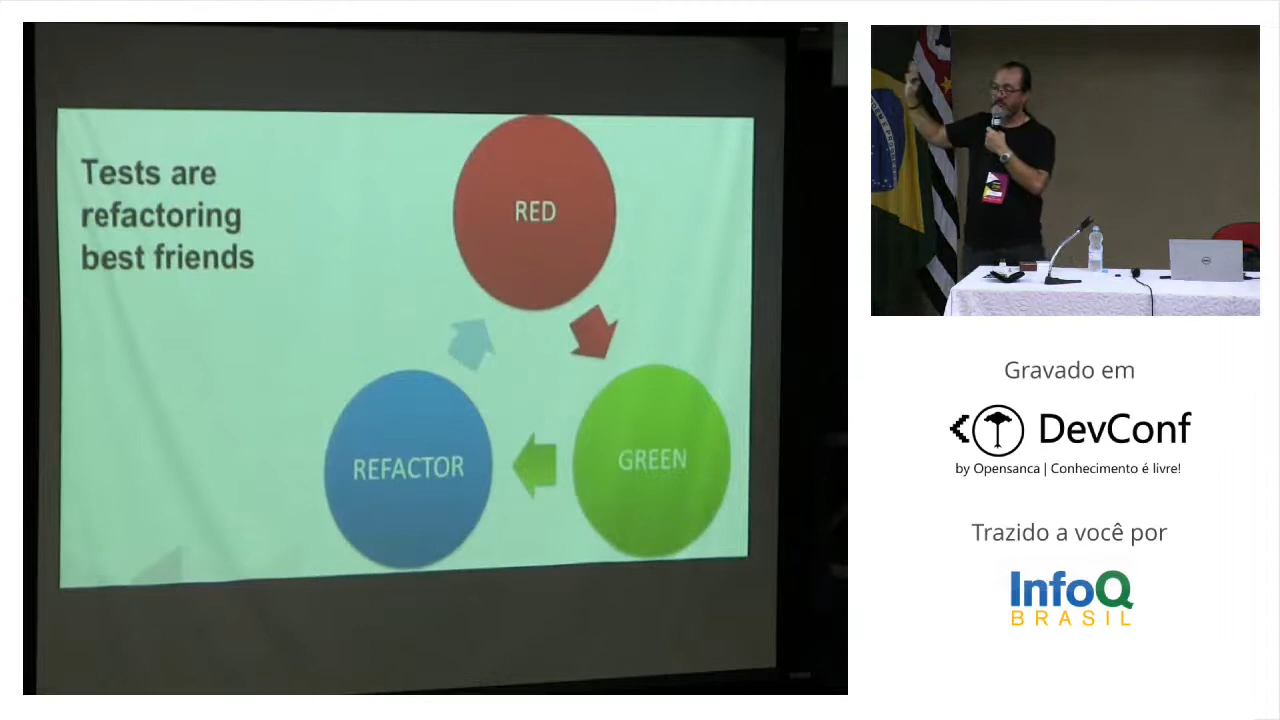 Tests are
refactoring
best friends
RED
REFACTOR
GREEN
Gravado em
DevConf
by Opensanca | Conhecimento é livre!
Trazido a você por
InfoQ
BRASIL